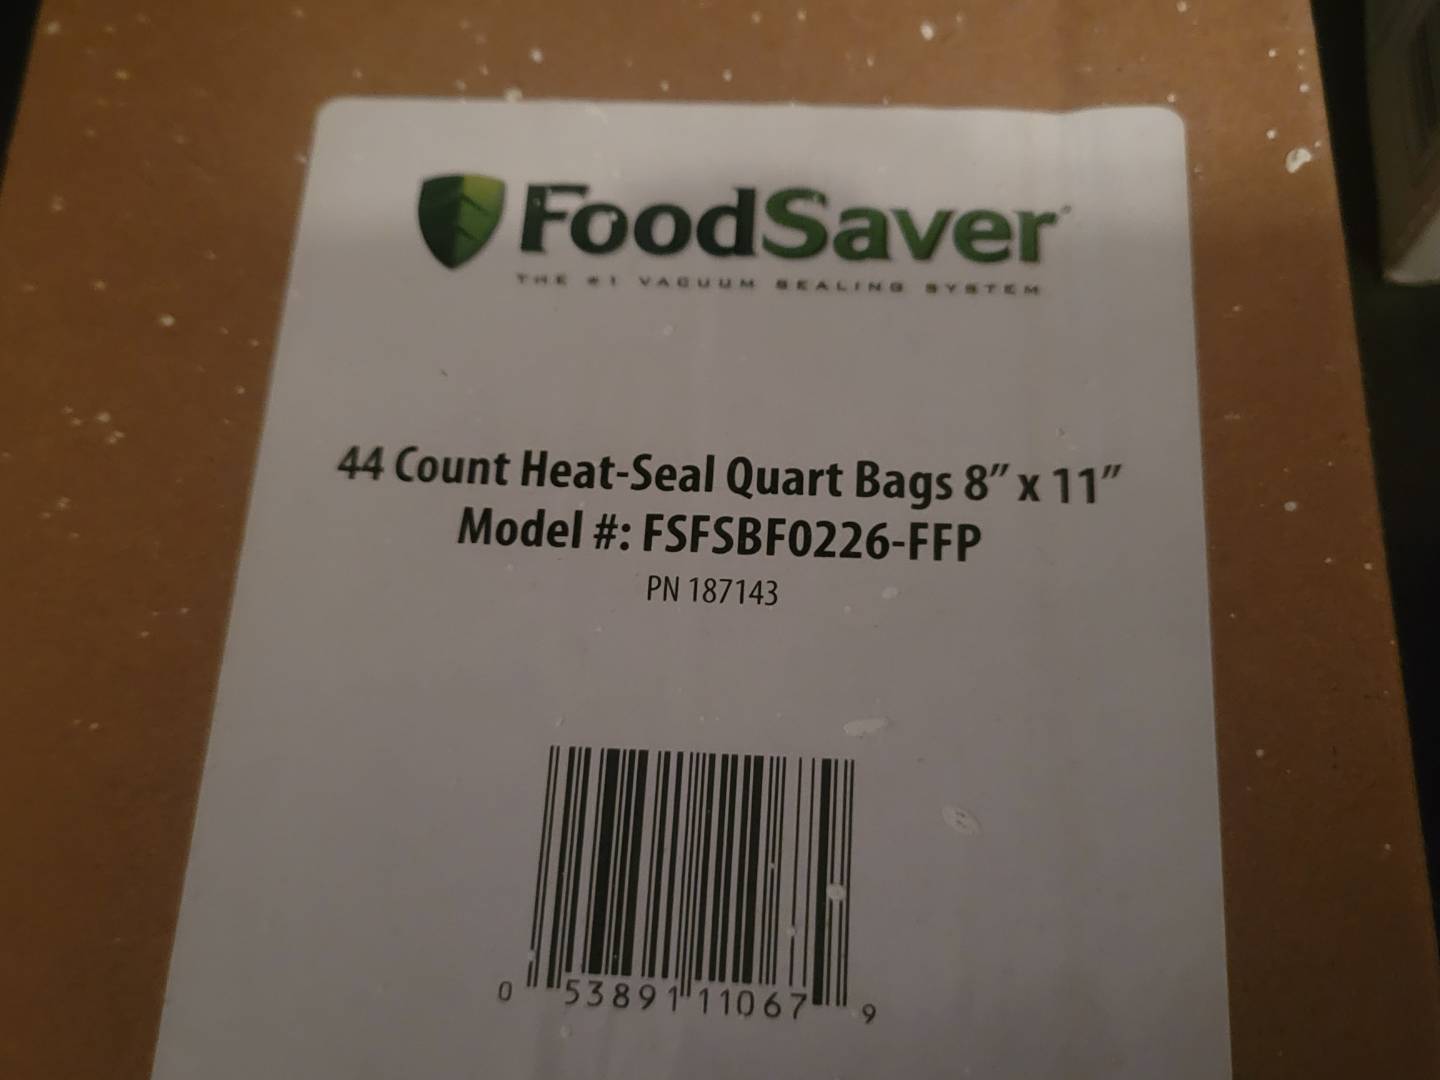 FoodSaver
THE #1 VACUUM SEALING SYSTEM
44 Count Heat-Seal Quart Bags 8” x 11”
Model #: FSFSBF0226-FFP
PN 187143
0 53891 11067 9